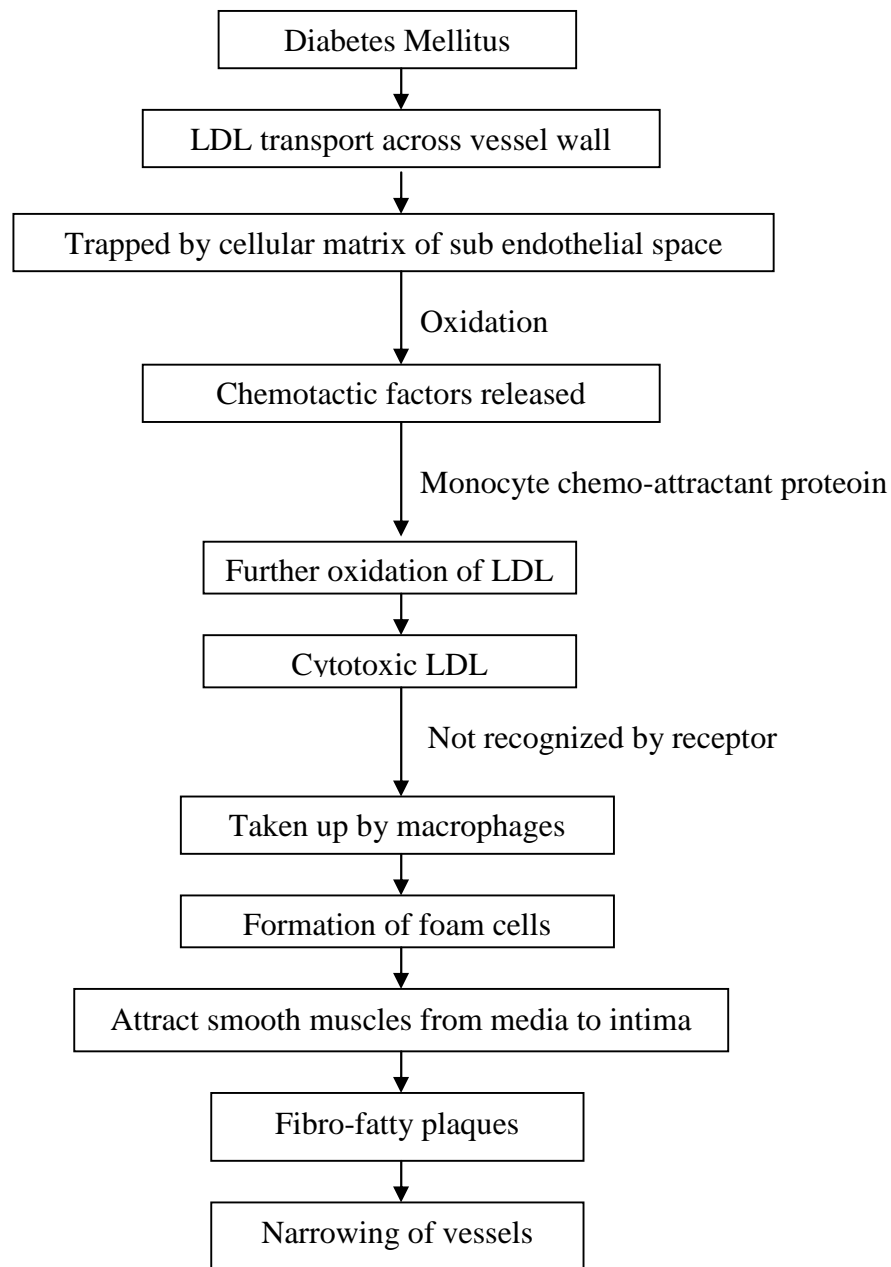 Diabetes Mellitus
LDL transport across vessel wall
Trapped by cellular matrix of sub endothelial space
Oxidation
Chemotactic factors released
Monocyte chemo-attractant proteoin
Further oxidation of LDL
Cytotoxic LDL
Not recognized by receptor
Taken up by macrophages
Formation of foam cells
Attract smooth muscles from media to intima
Fibro-fatty plaques
Narrowing of vessels